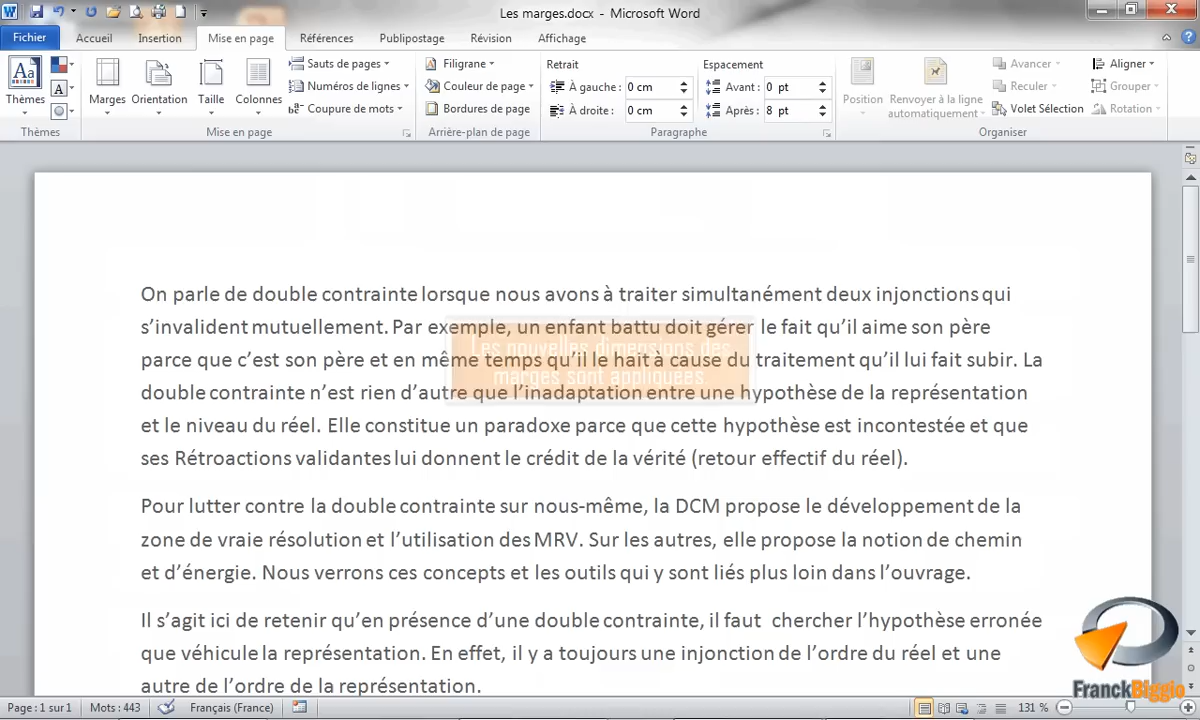 Les marges.docx - Microsoft Word
Fichier Accueil Insertion Mise en page Références Publipostage Révision Affichage
Thèmes
Thèmes
Marges Orientation Taille Colonnes
Sauts de pages
Numéros de lignes
Coupure de mots
Mise en page
Filigrane
Couleur de page
Bordures de page
Arrière-plan de page
Retrait
À gauche : 0 cm
À droite : 0 cm
Espacement
Avant : 0 pt
Après : 8 pt
Paragraphe
Position
Renvoyer à la ligne
automatiquement
Avancer
Reculer
Volet Sélection
Aligner
Grouper
Rotation
Organiser
On parle de double contrainte lorsque nous avons à traiter simultanément deux injonctions qui
s’invalident mutuellement. Par exemple, un enfant battu doit gérer le fait qu’il aime son père
parce que c’est son père et en même temps qu’il le hait à cause du traitement qu’il lui fait subir. La
double contrainte n’est rien d’autre que l’inadaptation entre une hypothèse de la représentation
et le niveau du réel. Elle constitue un paradoxe parce que cette hypothèse est incontestée et que
ses Rétroactions validantes lui donnent le crédit de la vérité (retour effectif du réel).
Les nouvelles dimensions des
marges sont appliquées.
Pour lutter contre la double contrainte sur nous-même, la DCM propose le développement de la
zone de vraie résolution et l’utilisation des MRV. Sur les autres, elle propose la notion de chemin
et d’énergie. Nous verrons ces concepts et les outils qui y sont liés plus loin dans l’ouvrage.
Il s’agit ici de retenir qu’en présence d’une double contrainte, il faut chercher l’hypothèse erronée
que véhicule la représentation. En effet, il y a toujours une injonction de l’ordre du réel et une
autre de l’ordre de la représentation.
FranckBiggio
Page : 1 sur 1 Mots : 443 Français (France) 131 %